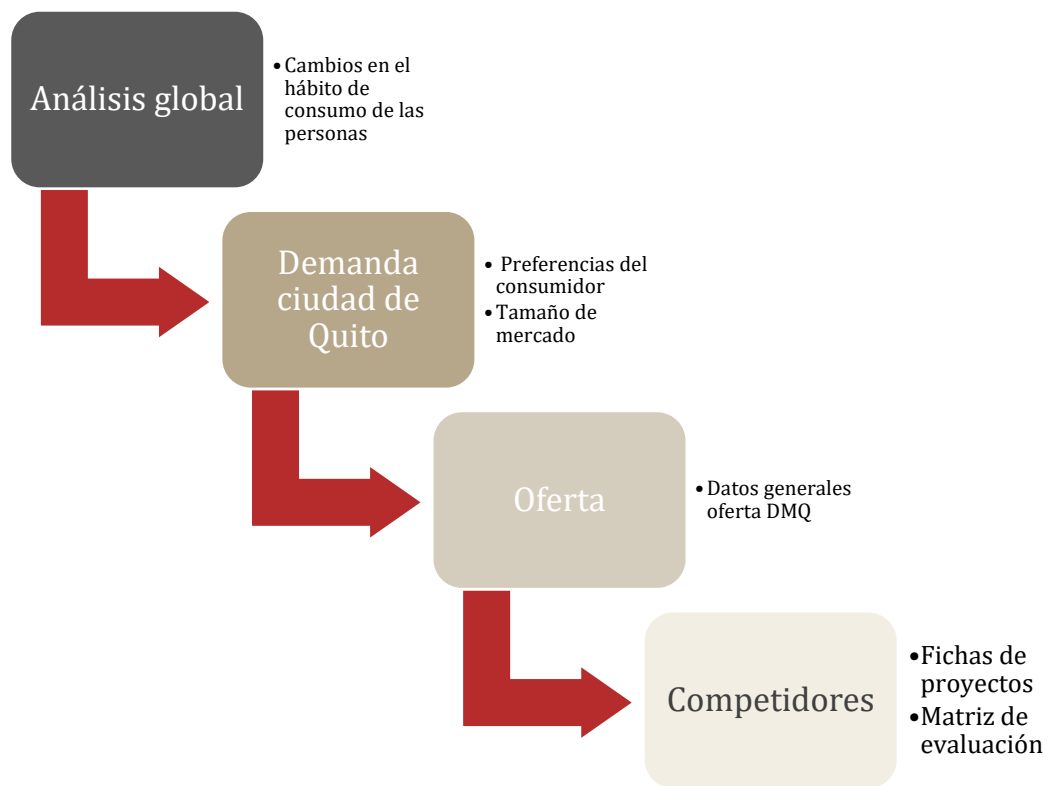 Análisis global
•Cambios en el
hábito de
consumo de las
personas
Demanda
ciudad de
Quito
• Preferencias del
consumidor
•Tamaño de
mercado
Oferta
•Datos generales
oferta DMQ
Competidores
•Fichas de
proyectos
•Matriz de
evaluación